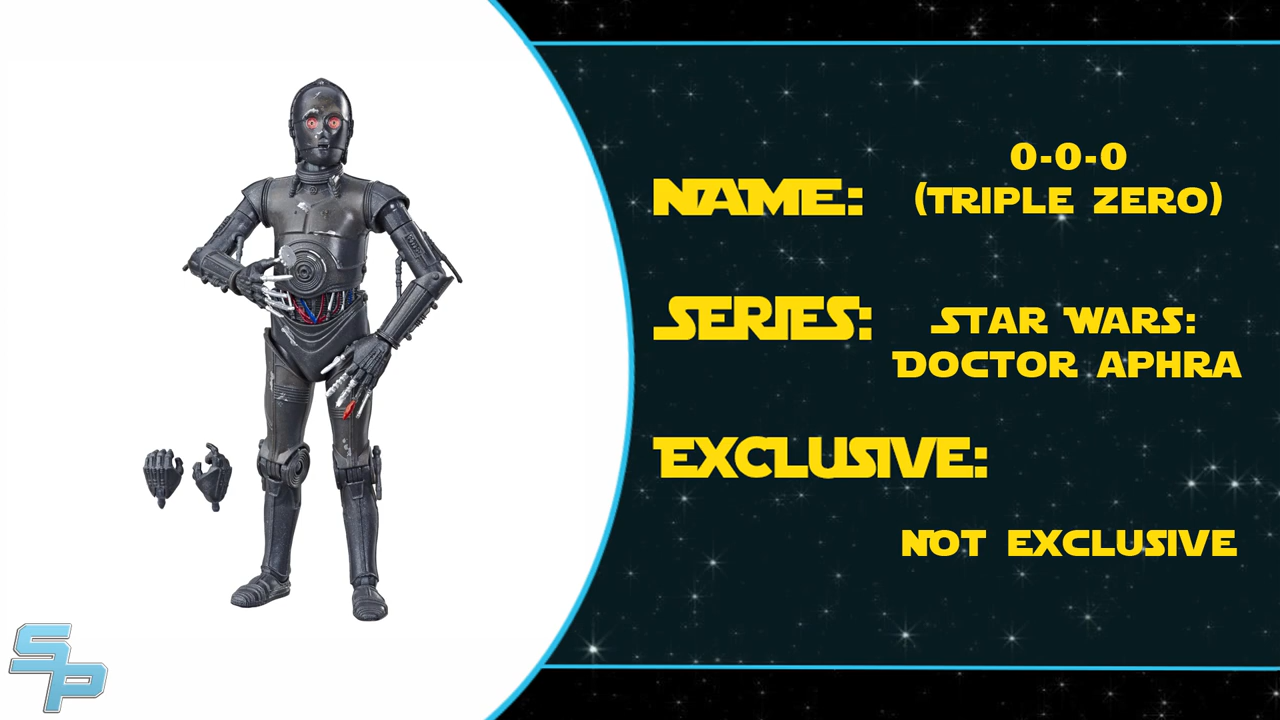 NAME:
0-0-0
(TRIPLE ZERO)
SERIES:
STAR WARS:
DOCTOR APHRA
EXCLUSIVE:
NOT EXCLUSIVE
SP